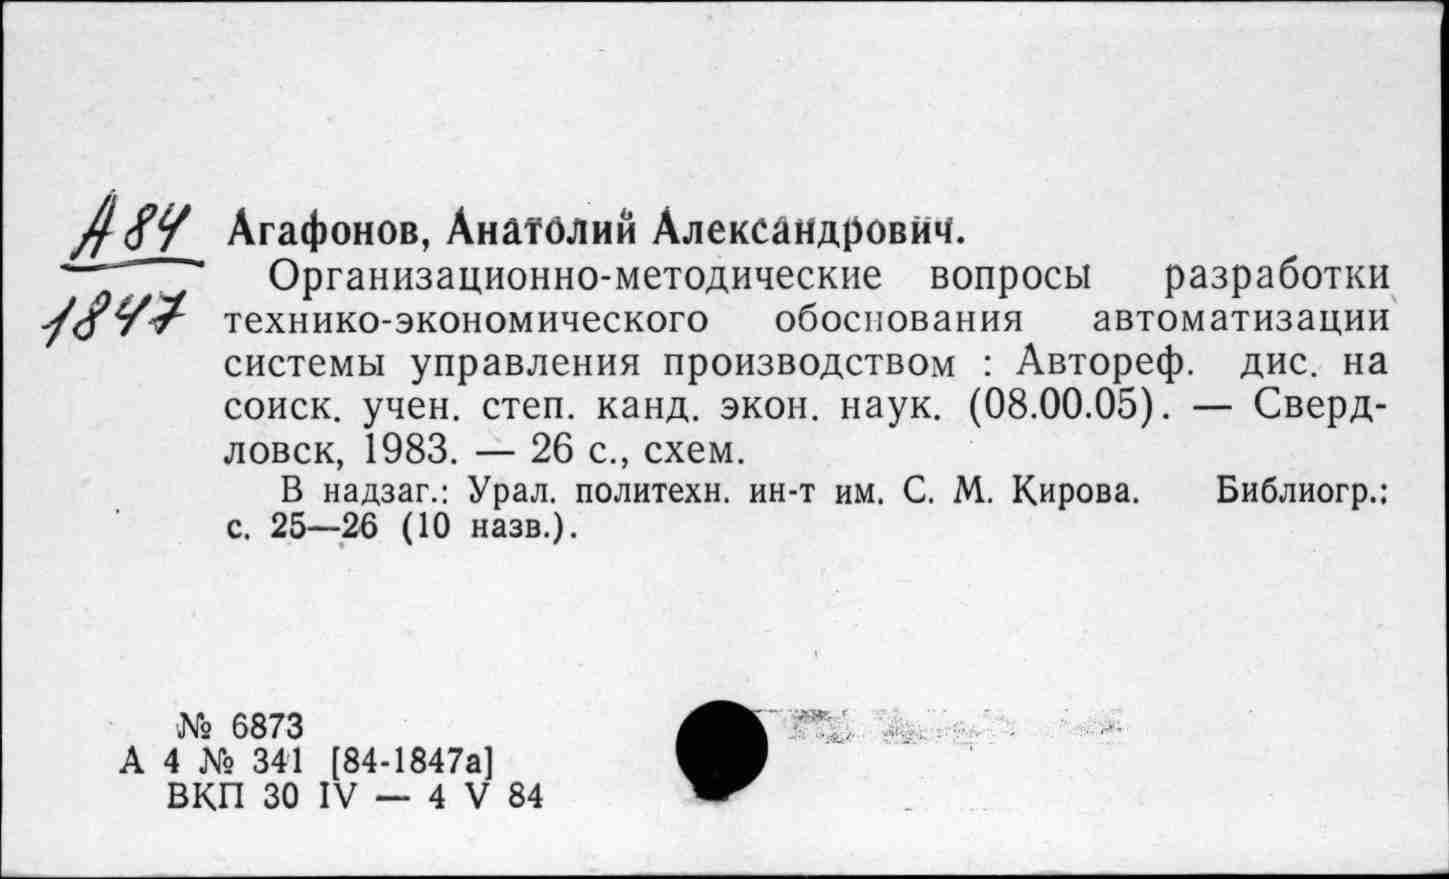 А84
1847
Агафонов, Анатолий Александрович.
Организационно-методические вопросы разработки
технико-экономического обоснования автоматизации
системы управления производством : Автореф. дис. на
соиск. учен. степ. канд. экон. наук. (08.00.05). — Сверд-
ловск, 1983. — 26 с., схем.
В надзаг.: Урал. политехн. ин-т им. С. М. Кирова. Библиогр.:
с. 25—26 (10 назв.).
№ 6873
А 4 № 341 [84-1847а]
ВКП 30 IV — 4 V 84